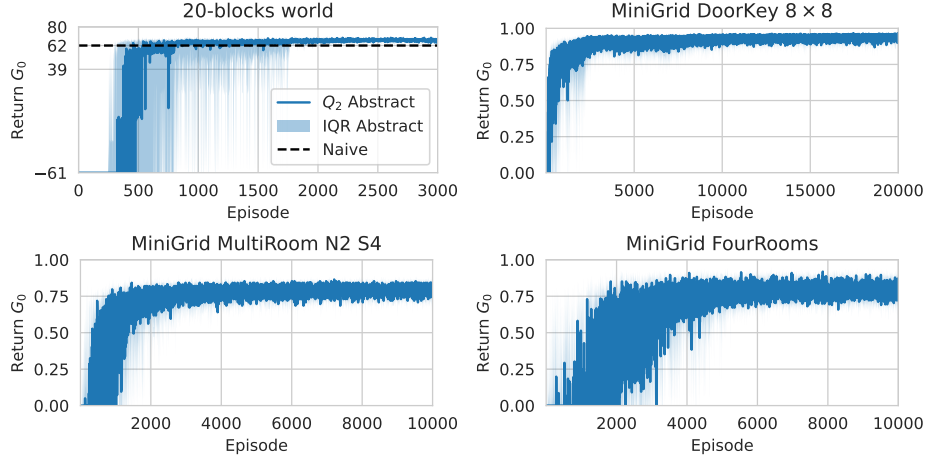 20-blocks world
Return G0
80
62
39
−61
0
500
1000
1500
2000
2500
3000
Episode
Q2 Abstract
IQR Abstract
Naive
MiniGrid DoorKey 8 × 8
Return G0
1.00
0.75
0.50
0.25
0.00
5000
10000
15000
20000
Episode
MiniGrid MultiRoom N2 S4
Return G0
1.00
0.75
0.50
0.25
0.00
2000
4000
6000
8000
10000
Episode
MiniGrid FourRooms
Return G0
1.00
0.75
0.50
0.25
0.00
2000
4000
6000
8000
10000
Episode